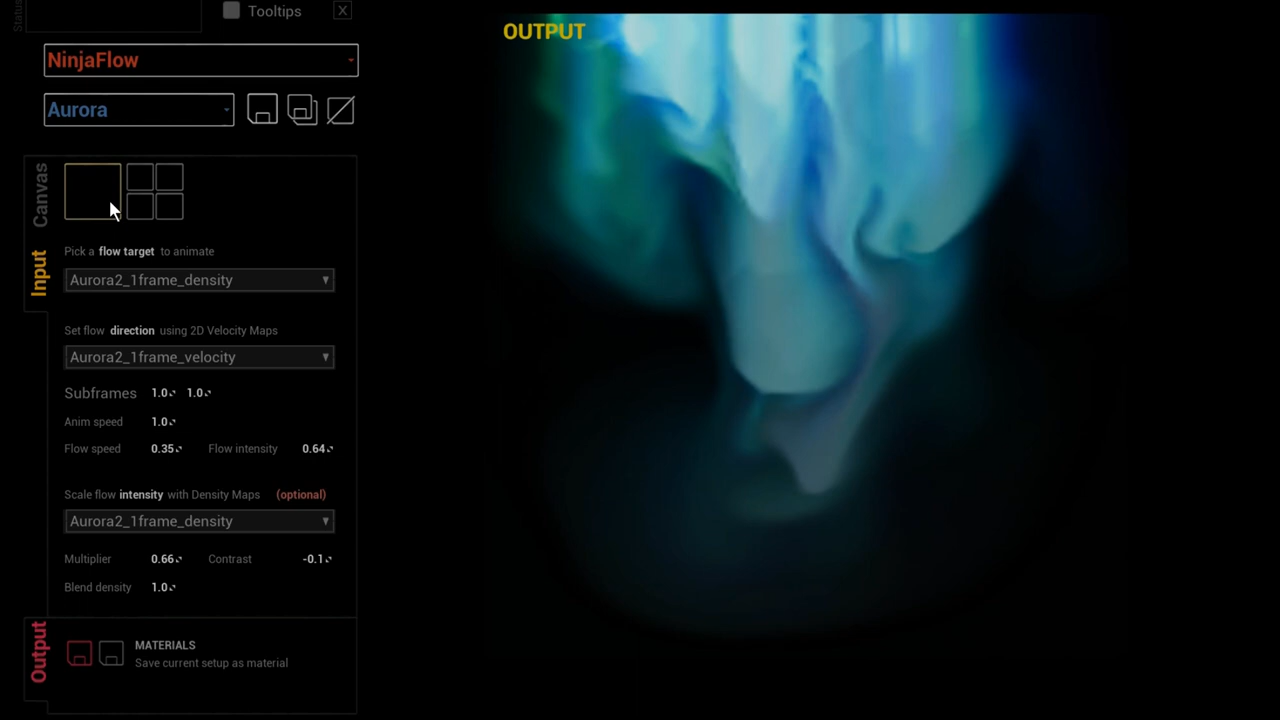 Status
Tooltips
X
NinjaFlow
OUTPUT
Aurora
Canvas
Input
Pick a flow target to animate
Aurora2_1frame_density
Set flow direction using 2D Velocity Maps
Aurora2_1frame_velocity
Subframes 1.0 1.0
Anim speed 1.0
Flow speed 0.35 Flow intensity 0.64
Scale flow intensity with Density Maps (optional)
Aurora2_1frame_density
Multiplier 0.66 Contrast -0.1
Blend density 1.0
Output
MATERIALS
Save current setup as material